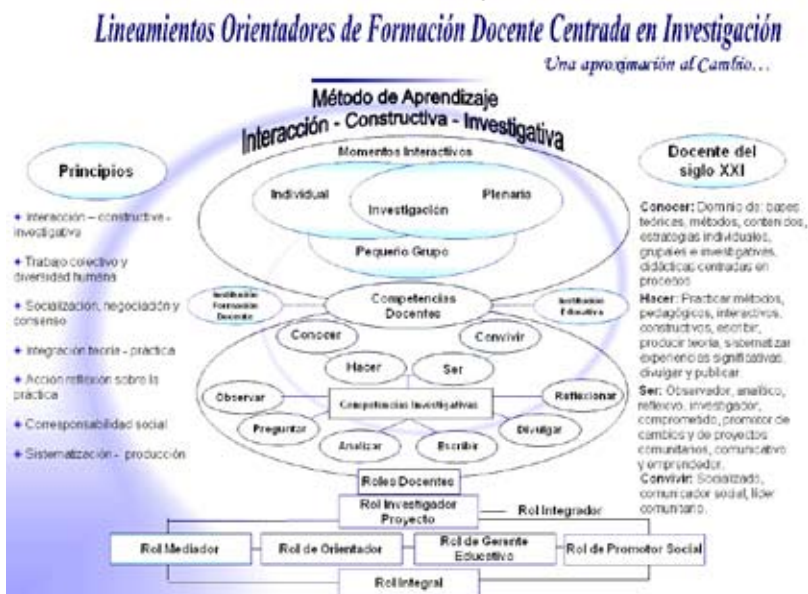 Lineamientos Orientadores de Formación Docente Centrada en Investigación
Una aproximación al Cambio...
Método de Aprendizaje
Interacción - Constructiva - Investigativa
Momentos Interactivos
Individual
Plenaria
Investigación
Pequeño Grupo
Principios
Interacción – constructiva -
investigativa
Trabajo colectivo y
diversidad humana
Socialización, negociación y
consenso
Integración teoría - práctica
Acción reflexión sobre la
práctica
Corresponsabilidad social
Sistematización - producción
Institución
Formación
Docente
Competencias
Docentes
Institución
Educativa
Conocer
Convivir
Hacer
Ser
Observar
Competencias Investigativas
Reflexionar
Preguntar
Analizar
Escribir
Divulgar
Roles Docentes
Rol Investigador
Proyecto
Rol Integrador
Rol Mediador
Rol de Orientador
Rol de Gerente
Educativo
Rol de Promotor Social
Rol Integral
Docente del
siglo XXI
Conocer: Dominio de: bases
teóricas, métodos, contenidos,
estrategias individuales,
grupales e investigativas,
didácticas centradas en
procesos
Hacer: Practicar métodos,
pedagógicos, interactivos,
constructivos, escribir,
producir teoría, sistematizar
experiencias significativas,
divulgar y publicar
Ser: Observador, analítico,
reflexivo, investigador,
comprometido, promotor de
cambios y de proyectos
comunitarios, comunicativo
y emprendedor.
Convivir: Socializado,
comunicador social, líder
comunitario.